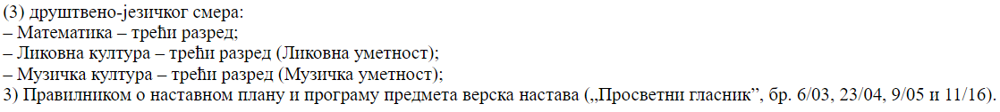 (3) друштвено-језичког смера:
– Математика – трећи разред;
– Ликовна култура – трећи разред (Ликовна уметност);
– Музичка култура – трећи разред (Музичка уметност);
3) Правилником о наставном плану и програму предмета верска настава („Просветни гласник”, бр. 6/03, 23/04, 9/05 и 11/16).